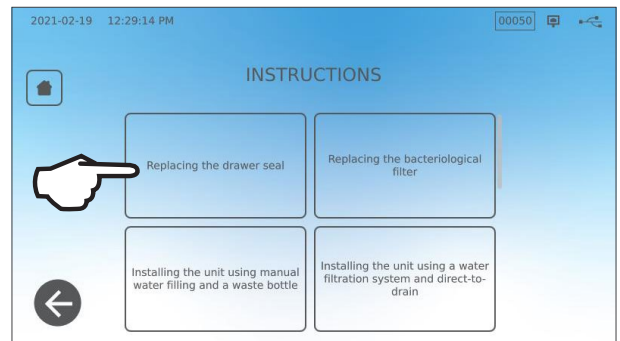 2021-02-19 12:29:14 PM
00050
INSTRUCTIONS
Replacing the drawer seal
Replacing the bacteriological
filter
Installing the unit using manual
water filling and a waste bottle
Installing the unit using a water
filtration system and direct-to-
drain